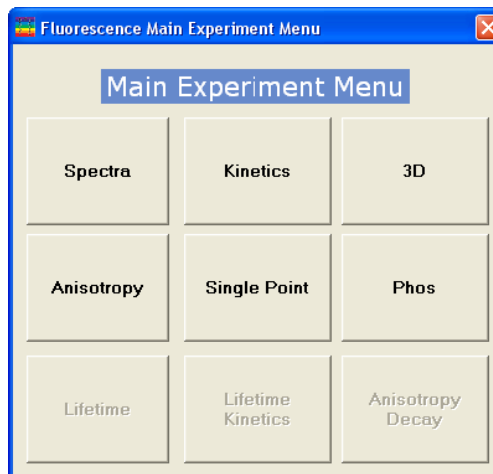 Fluorescence Main Experiment Menu
Main Experiment Menu
Spectra
Kinetics
3D
Anisotropy
Single Point
Phos
Lifetime
Lifetime
Kinetics
Anisotropy
Decay